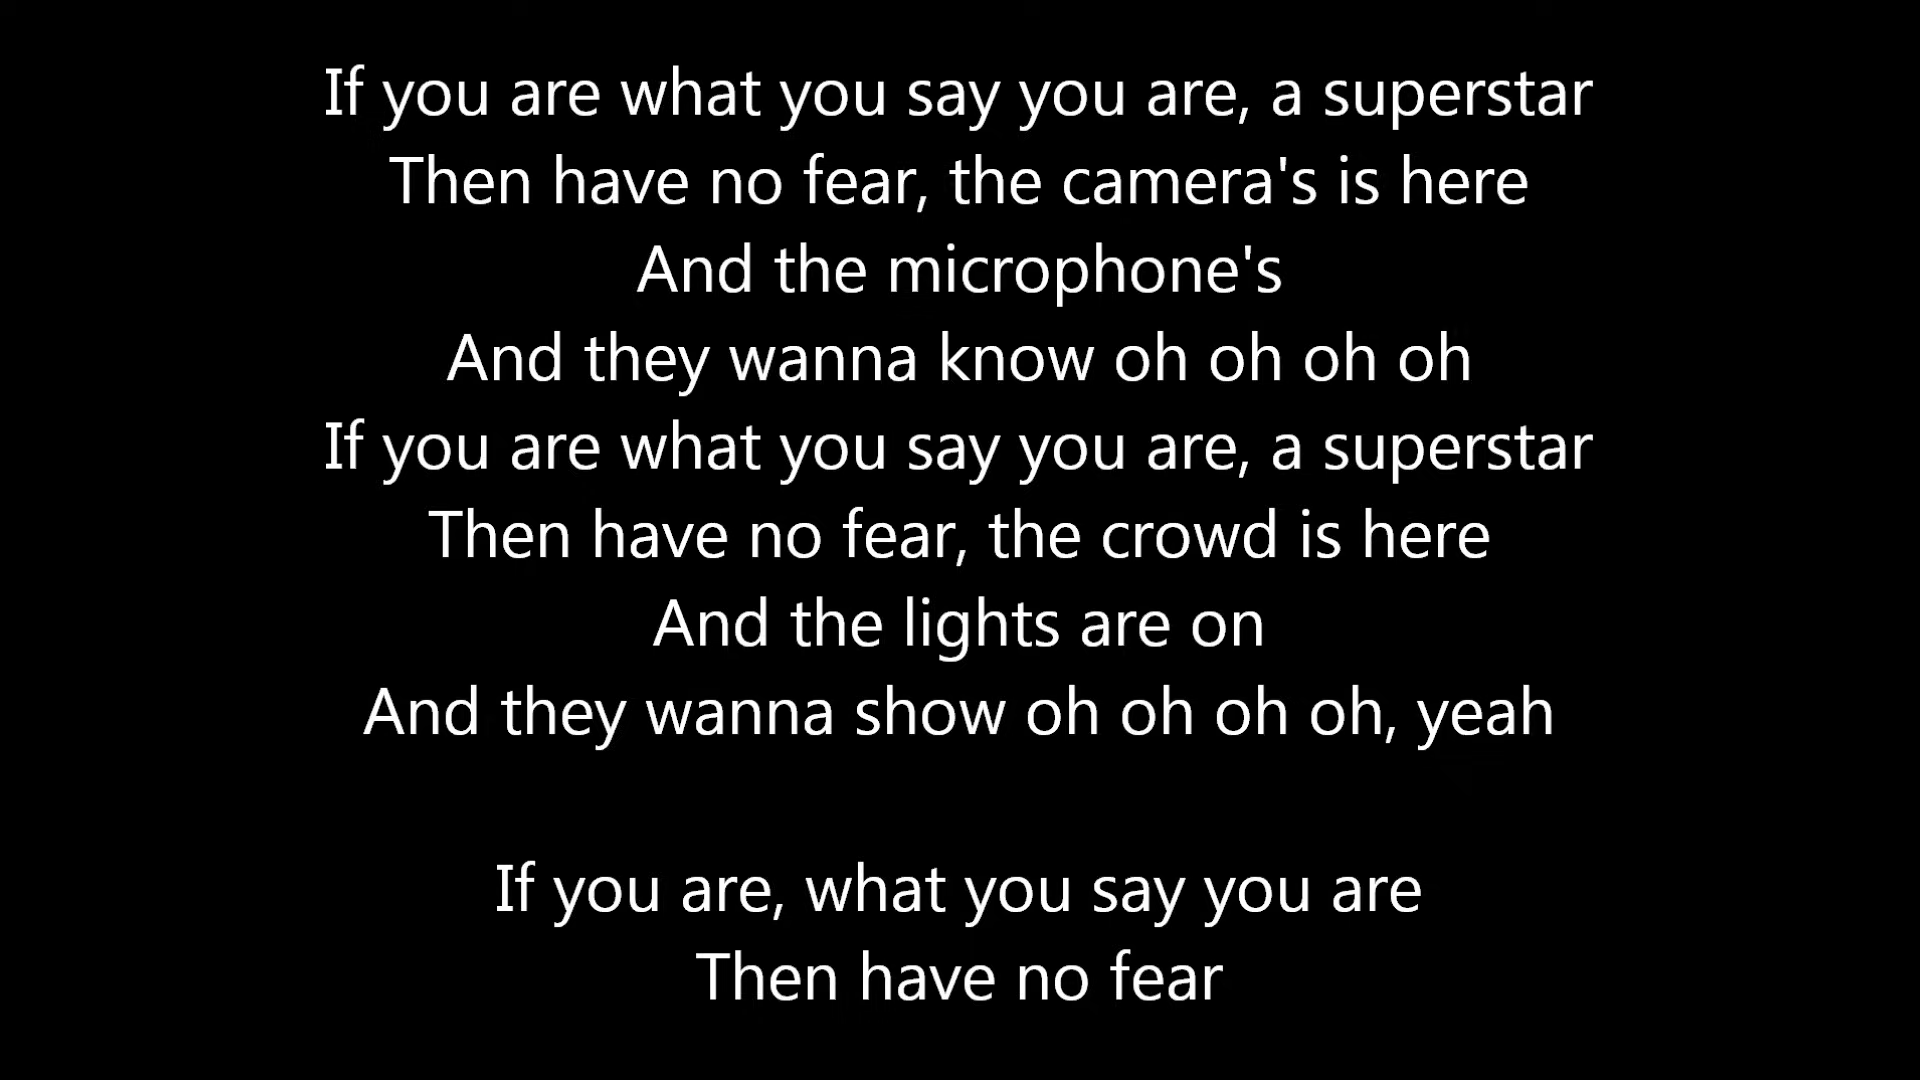 If you are what you say you are, a superstar
Then have no fear, the camera's is here
And the microphone's
And they wanna know oh oh oh oh
If you are what you say you are, a superstar
Then have no fear, the crowd is here
And the lights are on
And they wanna show oh oh oh oh, yeah
If you are, what you say you are
Then have no fear